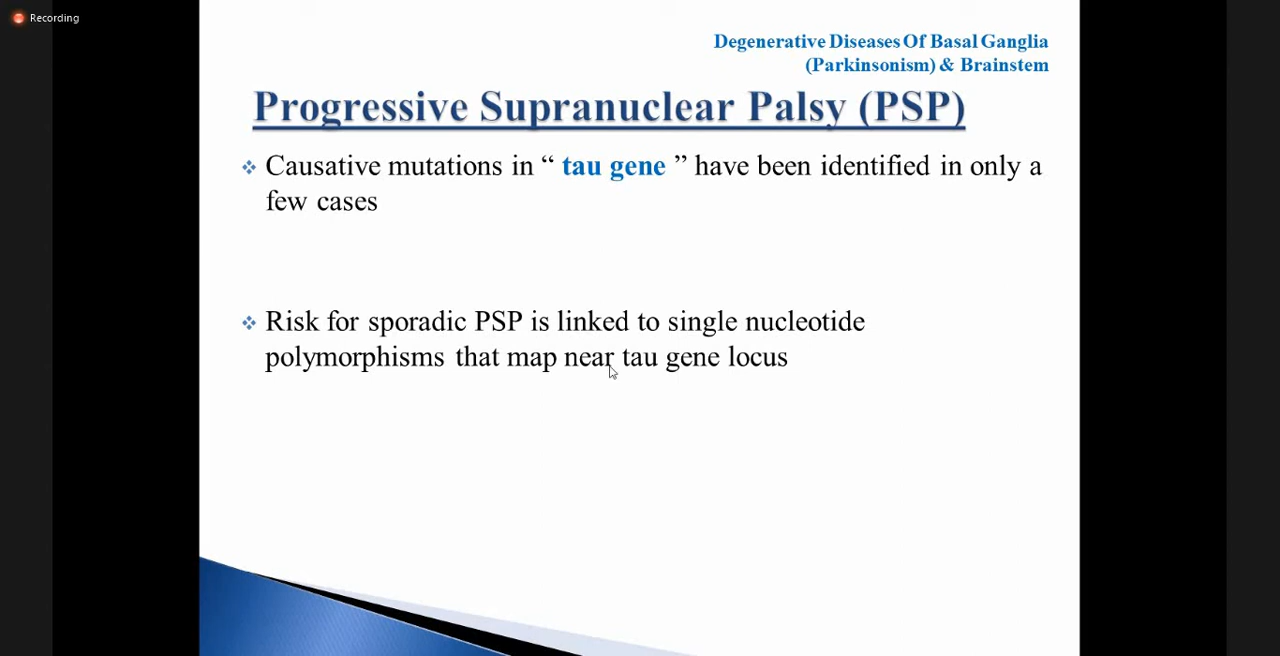 Recording
Degenerative Diseases Of Basal Ganglia
(Parkinsonism) & Brainstem
Progressive Supranuclear Palsy (PSP)
Causative mutations in “ tau gene ” have been identified in only a
few cases
Risk for sporadic PSP is linked to single nucleotide
polymorphisms that map near tau gene locus